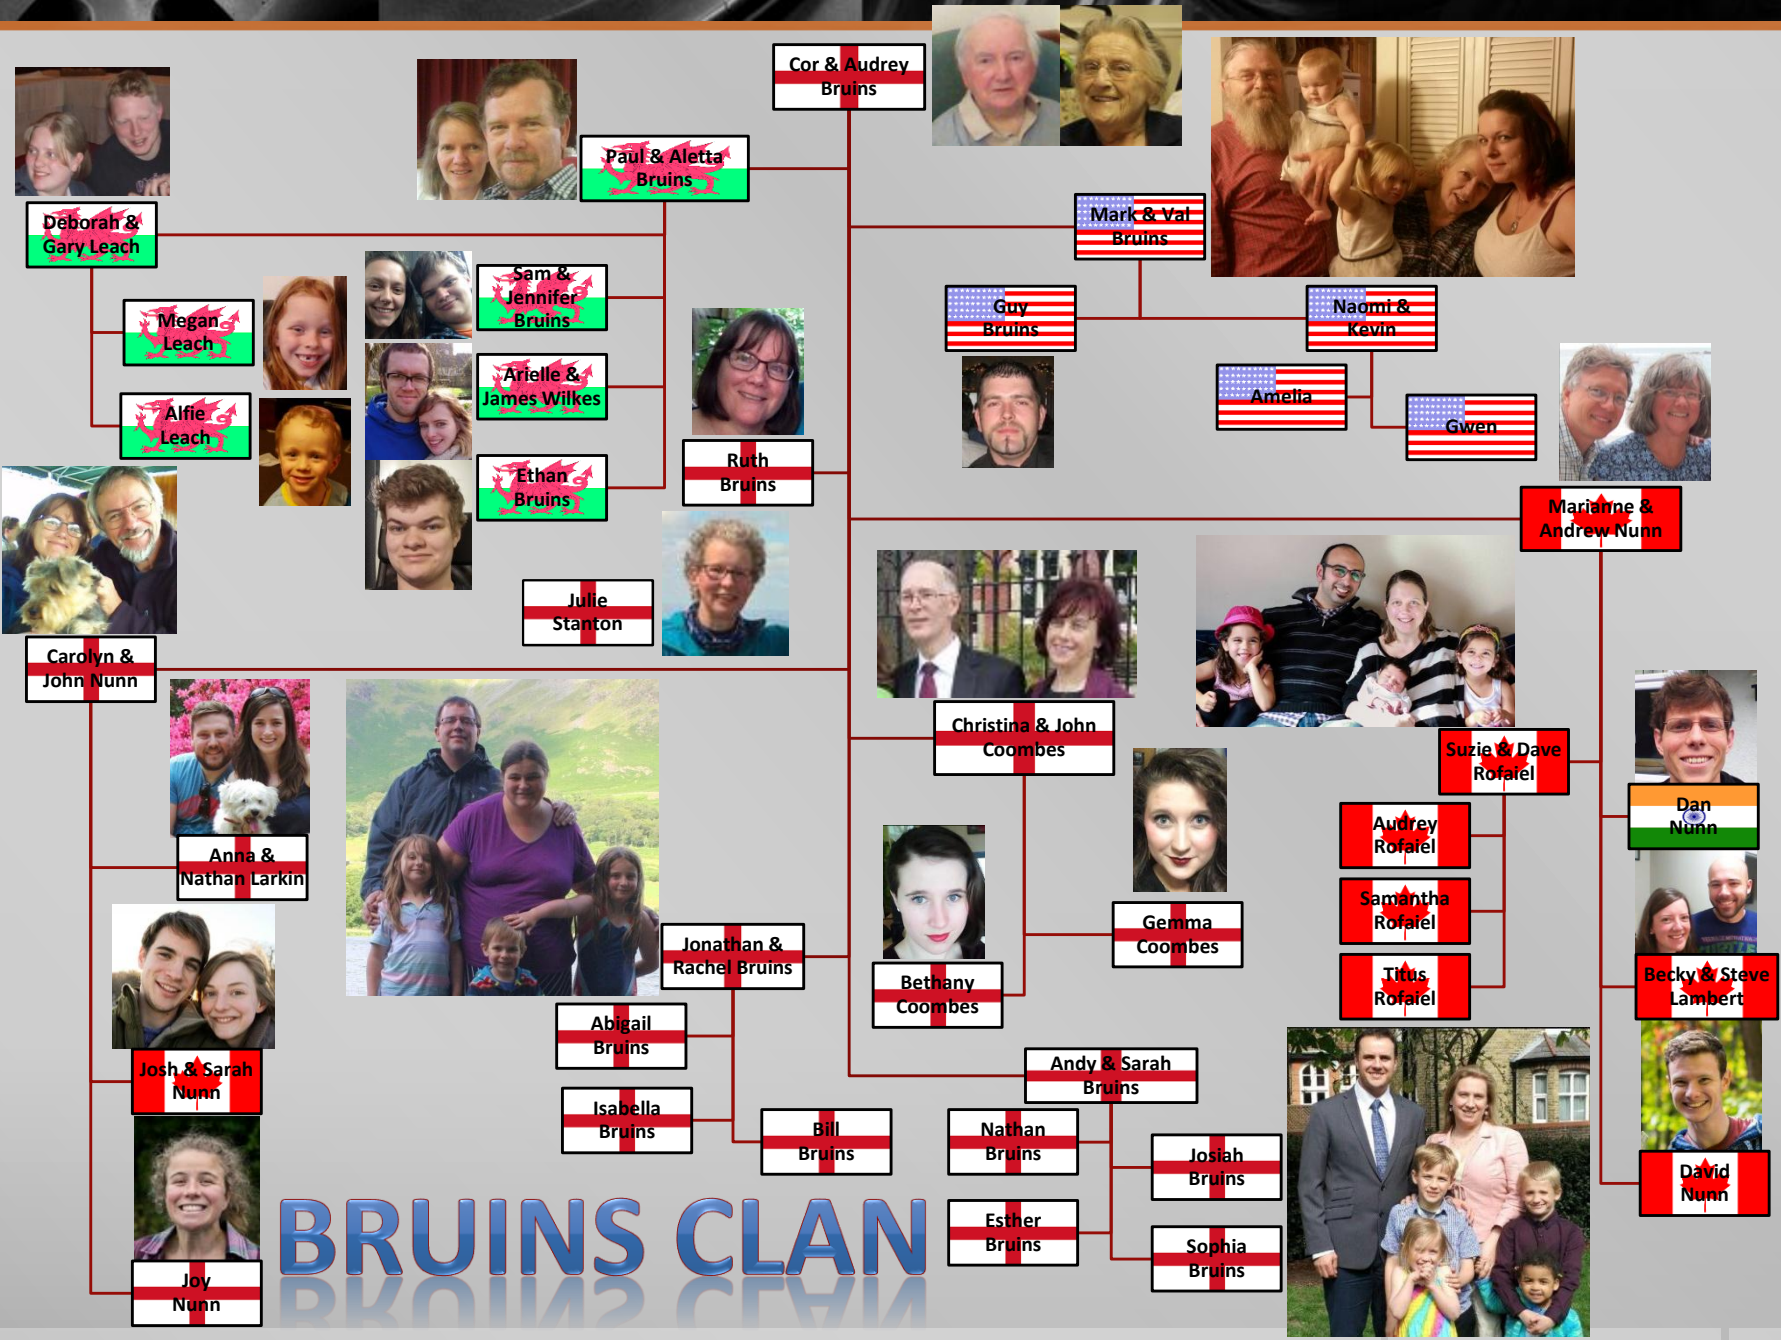 Cor & Audrey
Bruins
Paul & Aletta
Bruins
Deborah &
Gary Leach
Mark & Val
Bruins
Sam &
Jennifer
Bruins
Megan
Leach
Guy
Bruins
Naomi &
Kevin
Arielle &
James Wilkes
Alfie
Leach
Amelia
Gwen
Ruth
Bruins
Ethan
Bruins
Marianne &
Andrew Nunn
Julie
Stanton
Carolyn &
John Nunn
Christina & John
Coombes
Suzie & Dave
Rofaiel
Dan
Nunn
Audrey
Rofaiel
Anna &
Nathan Larkin
Samantha
Rofaiel
Gemma
Coombes
Jonathan &
Rachel Bruins
Bethany
Coombes
Titus
Rofaiel
Becky & Steve
Lambert
Abigail
Bruins
Josh & Sarah
Nunn
Andy & Sarah
Bruins
Isabella
Bruins
Bill
Bruins
Nathan
Bruins
Josiah
Bruins
David
Nunn
Esther
Bruins
Sophia
Bruins
Joy
Nunn
BRUINS CLAN